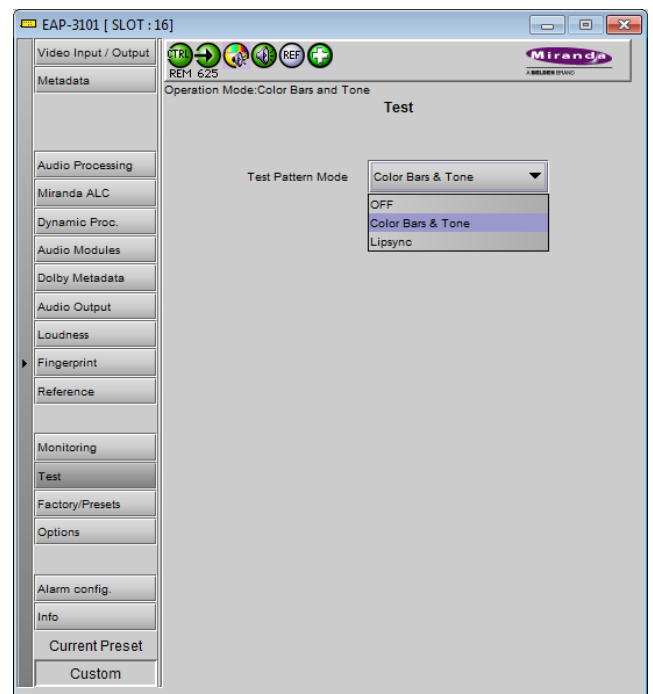 EAP-3101 [ SLOT : 16]
Video Input / Output
Metadata
Audio Processing
Miranda ALC
Dynamic Proc.
Audio Modules
Dolby Metadata
Audio Output
Loudness
Fingerprint
Reference
Monitoring
Test
Factory/Presets
Options
Alarm config.
Info
Current Preset
Custom
CTRL
REF
REM 625
Miranda
A BELDEN BRAND
Operation Mode:Color Bars and Tone
Test
Test Pattern Mode
Color Bars & Tone
OFF
Color Bars & Tone
Lipsync